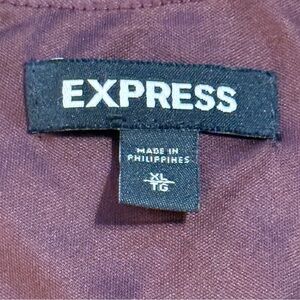 EXPRESS
MADE IN
PHILIPPINES
XL
TG